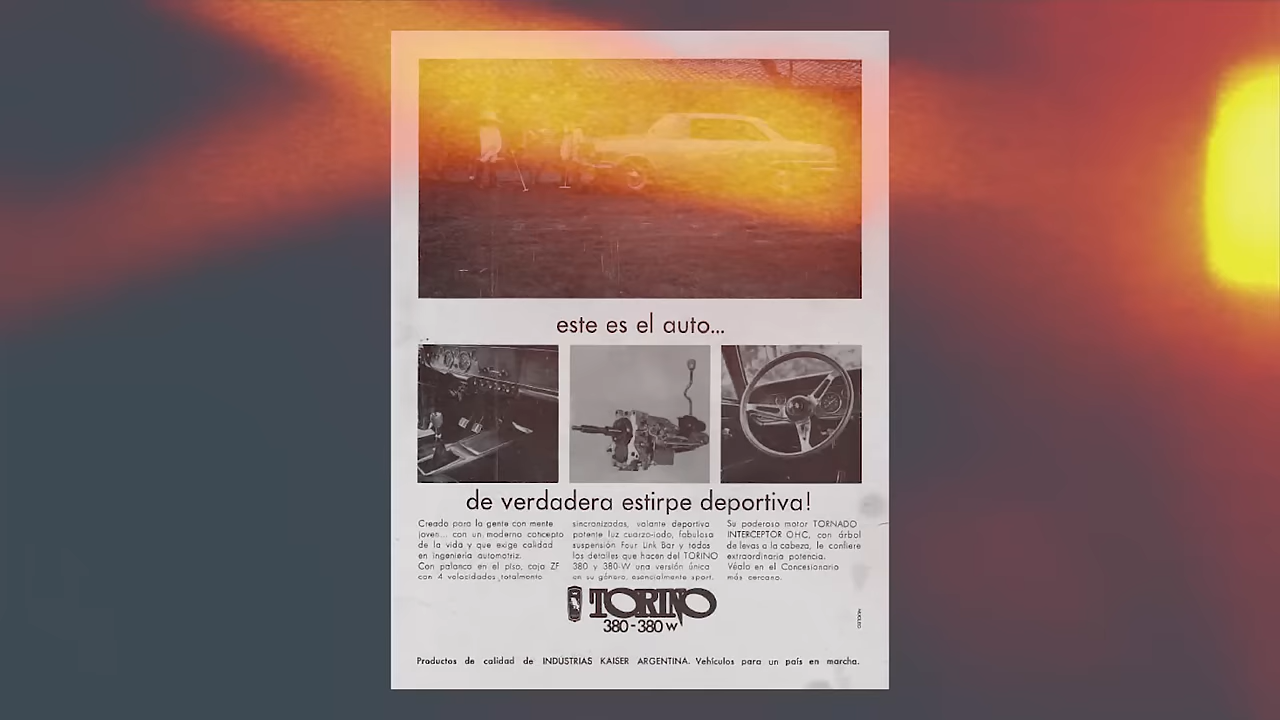 este es el auto...
de verdadera estirpe deportiva!
Creado para la gente con mente
joven... con un moderno concepto
de la vida y que exige calidad
en ingeniería automotriz.
Con palanca en el piso, caja ZF
con 4 velocidades totalmente
sincronizadas, volante deportivo
potente luz cuarzo-iodo, fabulosa
suspensión Four Link Bar y todos
los detalles que hacen del TORINO
380 y 380-W una versión única
en su género, esencialmente sport.
Su poderoso motor TORNADO
INTERCEPTOR OHC, con árbol
de levas a la cabeza, le confiere
extraordinaria potencia.
Véalo en el Concesionario
más cercano.
TORINO
380-380 W
Productos de calidad de INDUSTRIAS KAISER ARGENTINA. Vehículos para un país en marcha.